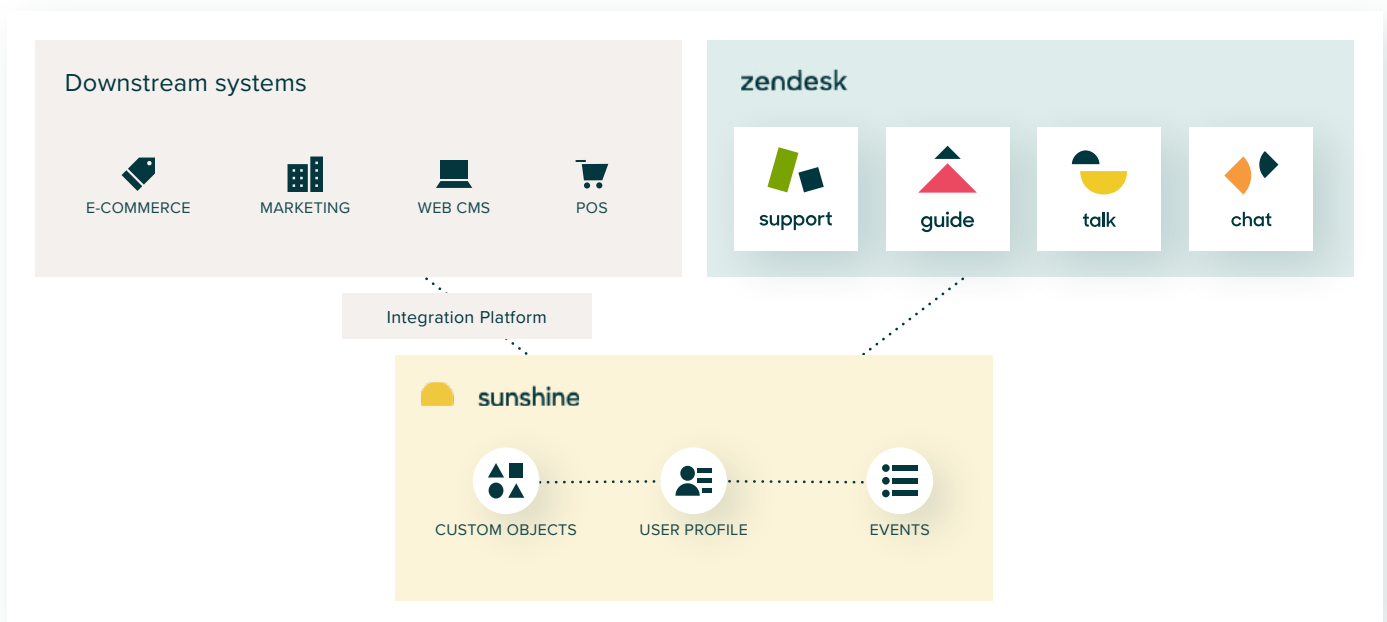 Downstream systems
E-COMMERCE
MARKETING
WEB CMS
POS
zendesk
support
guide
talk
chat
Integration Platform
sunshine
CUSTOM OBJECTS
USER PROFILE
EVENTS